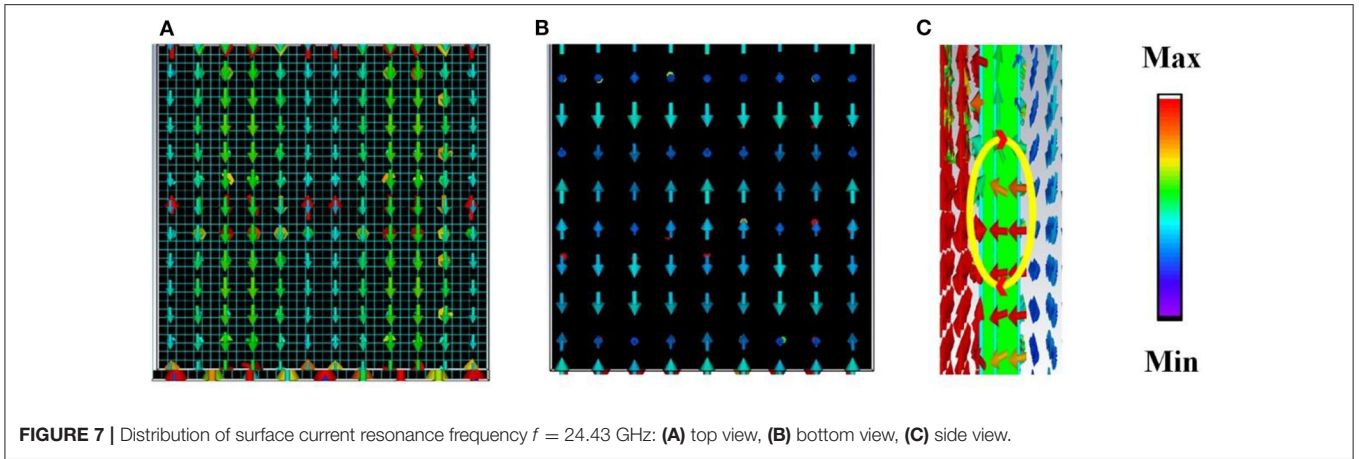 A
B
C
Max
Min
FIGURE 7 | Distribution of surface current resonance frequency f = 24.43 GHz: (A) top view, (B) bottom view, (C) side view.